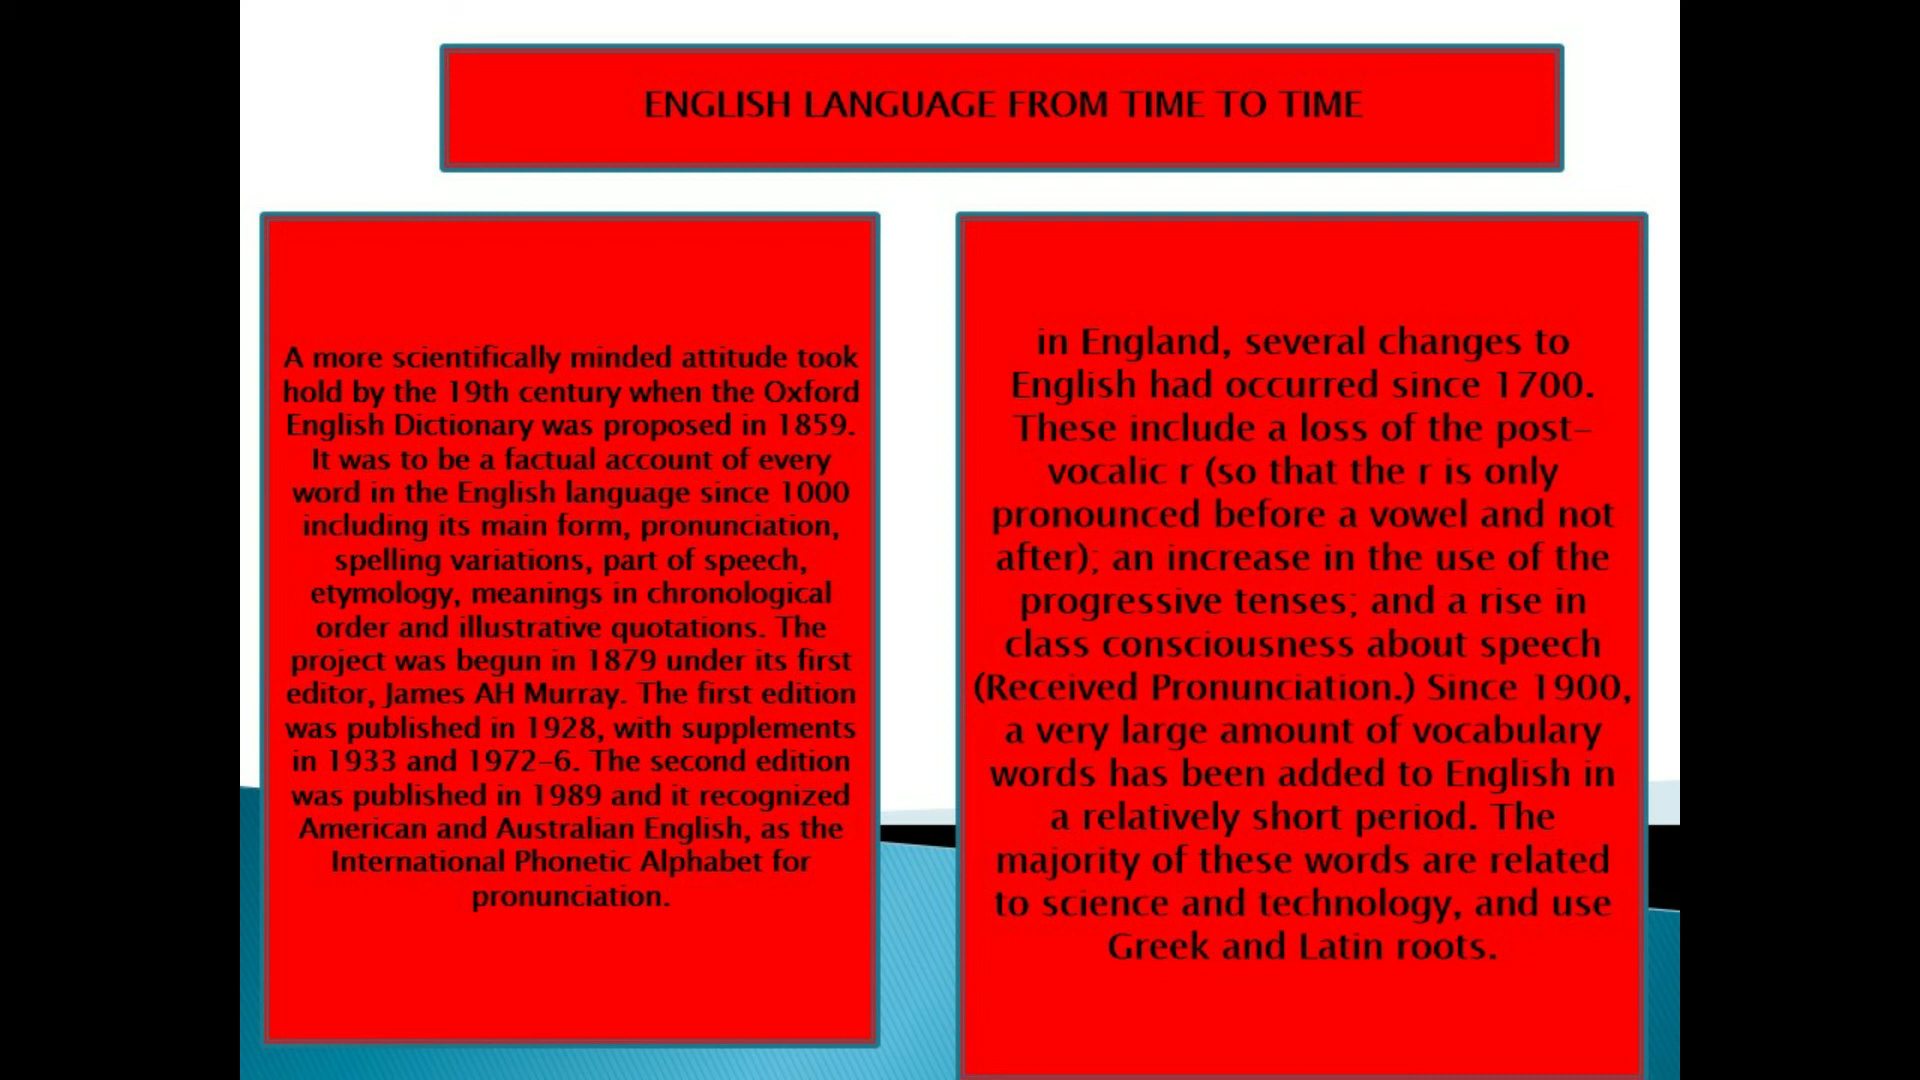 ENGLISH LANGUAGE FROM TIME TO TIME
A more scientifically minded attitude took
hold by the 19th century when the Oxford
English Dictionary was proposed in 1859.
It was to be a factual account of every
word in the English language since 1000
including its main form, pronunciation,
spelling variations, part of speech,
etymology, meanings in chronological
order and illustrative quotations. The
project was begun in 1879 under its first
editor, James AH Murray. The first edition
was published in 1928, with supplements
in 1933 and 1972-6. The second edition
was published in 1989 and it recognized
American and Australian English, as the
International Phonetic Alphabet for
pronunciation.
in England, several changes to
English had occurred since 1700.
These include a loss of the post-
vocalic r (so that the r is only
pronounced before a vowel and not
after); an increase in the use of the
progressive tenses; and a rise in
class consciousness about speech
(Received Pronunciation.) Since 1900,
a very large amount of vocabulary
words has been added to English in
a relatively short period. The
majority of these words are related
to science and technology, and use
Greek and Latin roots.